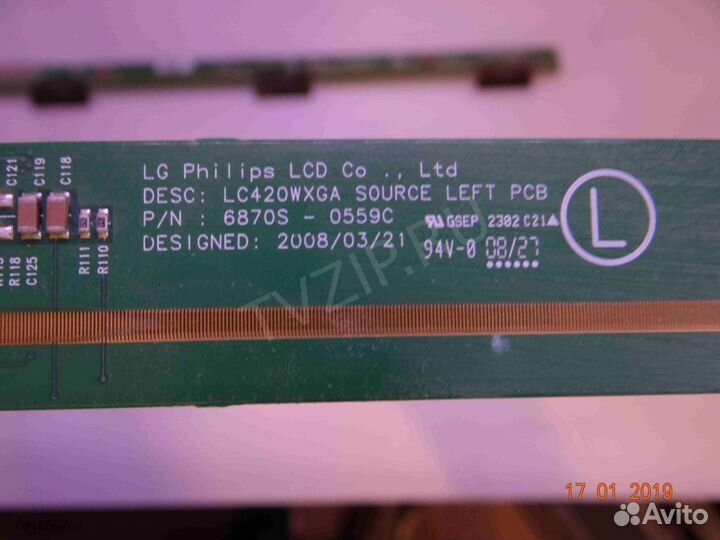 C121
C119
C118
LG Philips LCD Co ., Ltd
DESC: LC420WXGA SOURCE LEFT PCB
P/N : 6870S - 0559C
GSEP 2302 C21
DESIGNED: 2008/03/21
94V-0 08/27
L
R118
C125
R111
R110
TVZIP.RU
17 01 2019
Avito